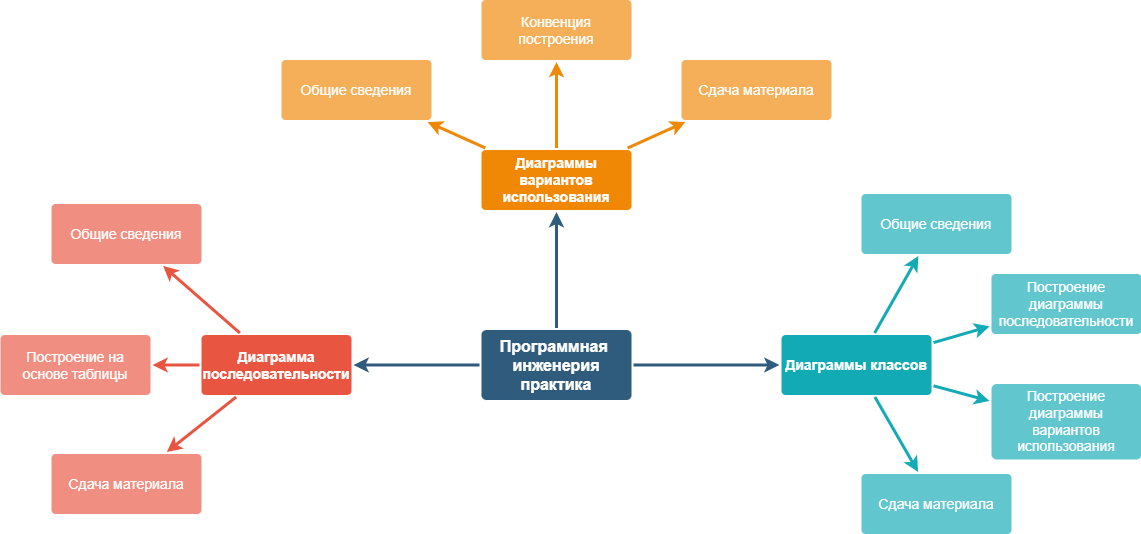 Конвенция
построения
Общие сведения
Сдача материала
Диаграммы
вариантов
использования
Общие сведения
Общие сведения
Построение
диаграммы
последовательности
Построение на
основе таблицы
Диаграмма
последовательности
Программная
инженерия
практика
Диаграммы классов
Построение
диаграммы
вариантов
использования
Сдача материала
Сдача материала